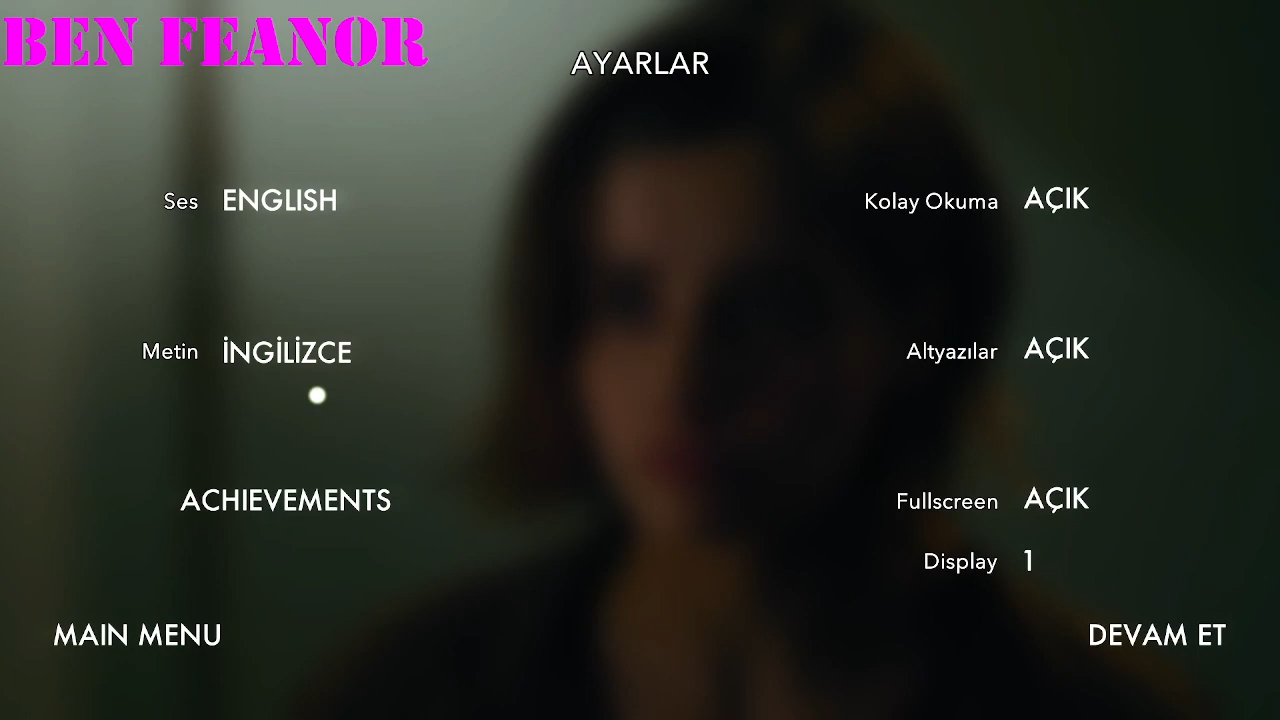 BEN FEANOR
AYARLAR
Ses ENGLISH
Kolay Okuma AÇIK
Metin İNGİLİZCE
Altyazılar AÇIK
ACHIEVEMENTS
Fullscreen AÇIK
Display 1
MAIN MENU
DEVAM ET